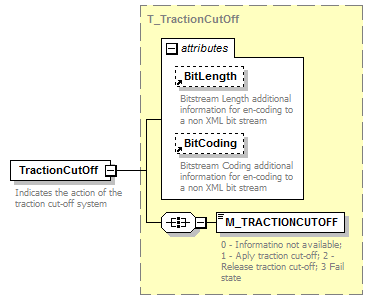 T_TractionCutOff
attributes
BitLength
Bitstream Length additional
information for en-coding to
a non XML bit stream
BitCoding
Bitstream Coding additional
information for en-coding to
a non XML bit stream
TractionCutOff
Indicates the action of the
traction cut-off system
M_TRACTIONCUTOFF
0 - Informatino not available;
1 - Aply traction cut-off; 2 -
Release traction cut-off; 3 Fail
state